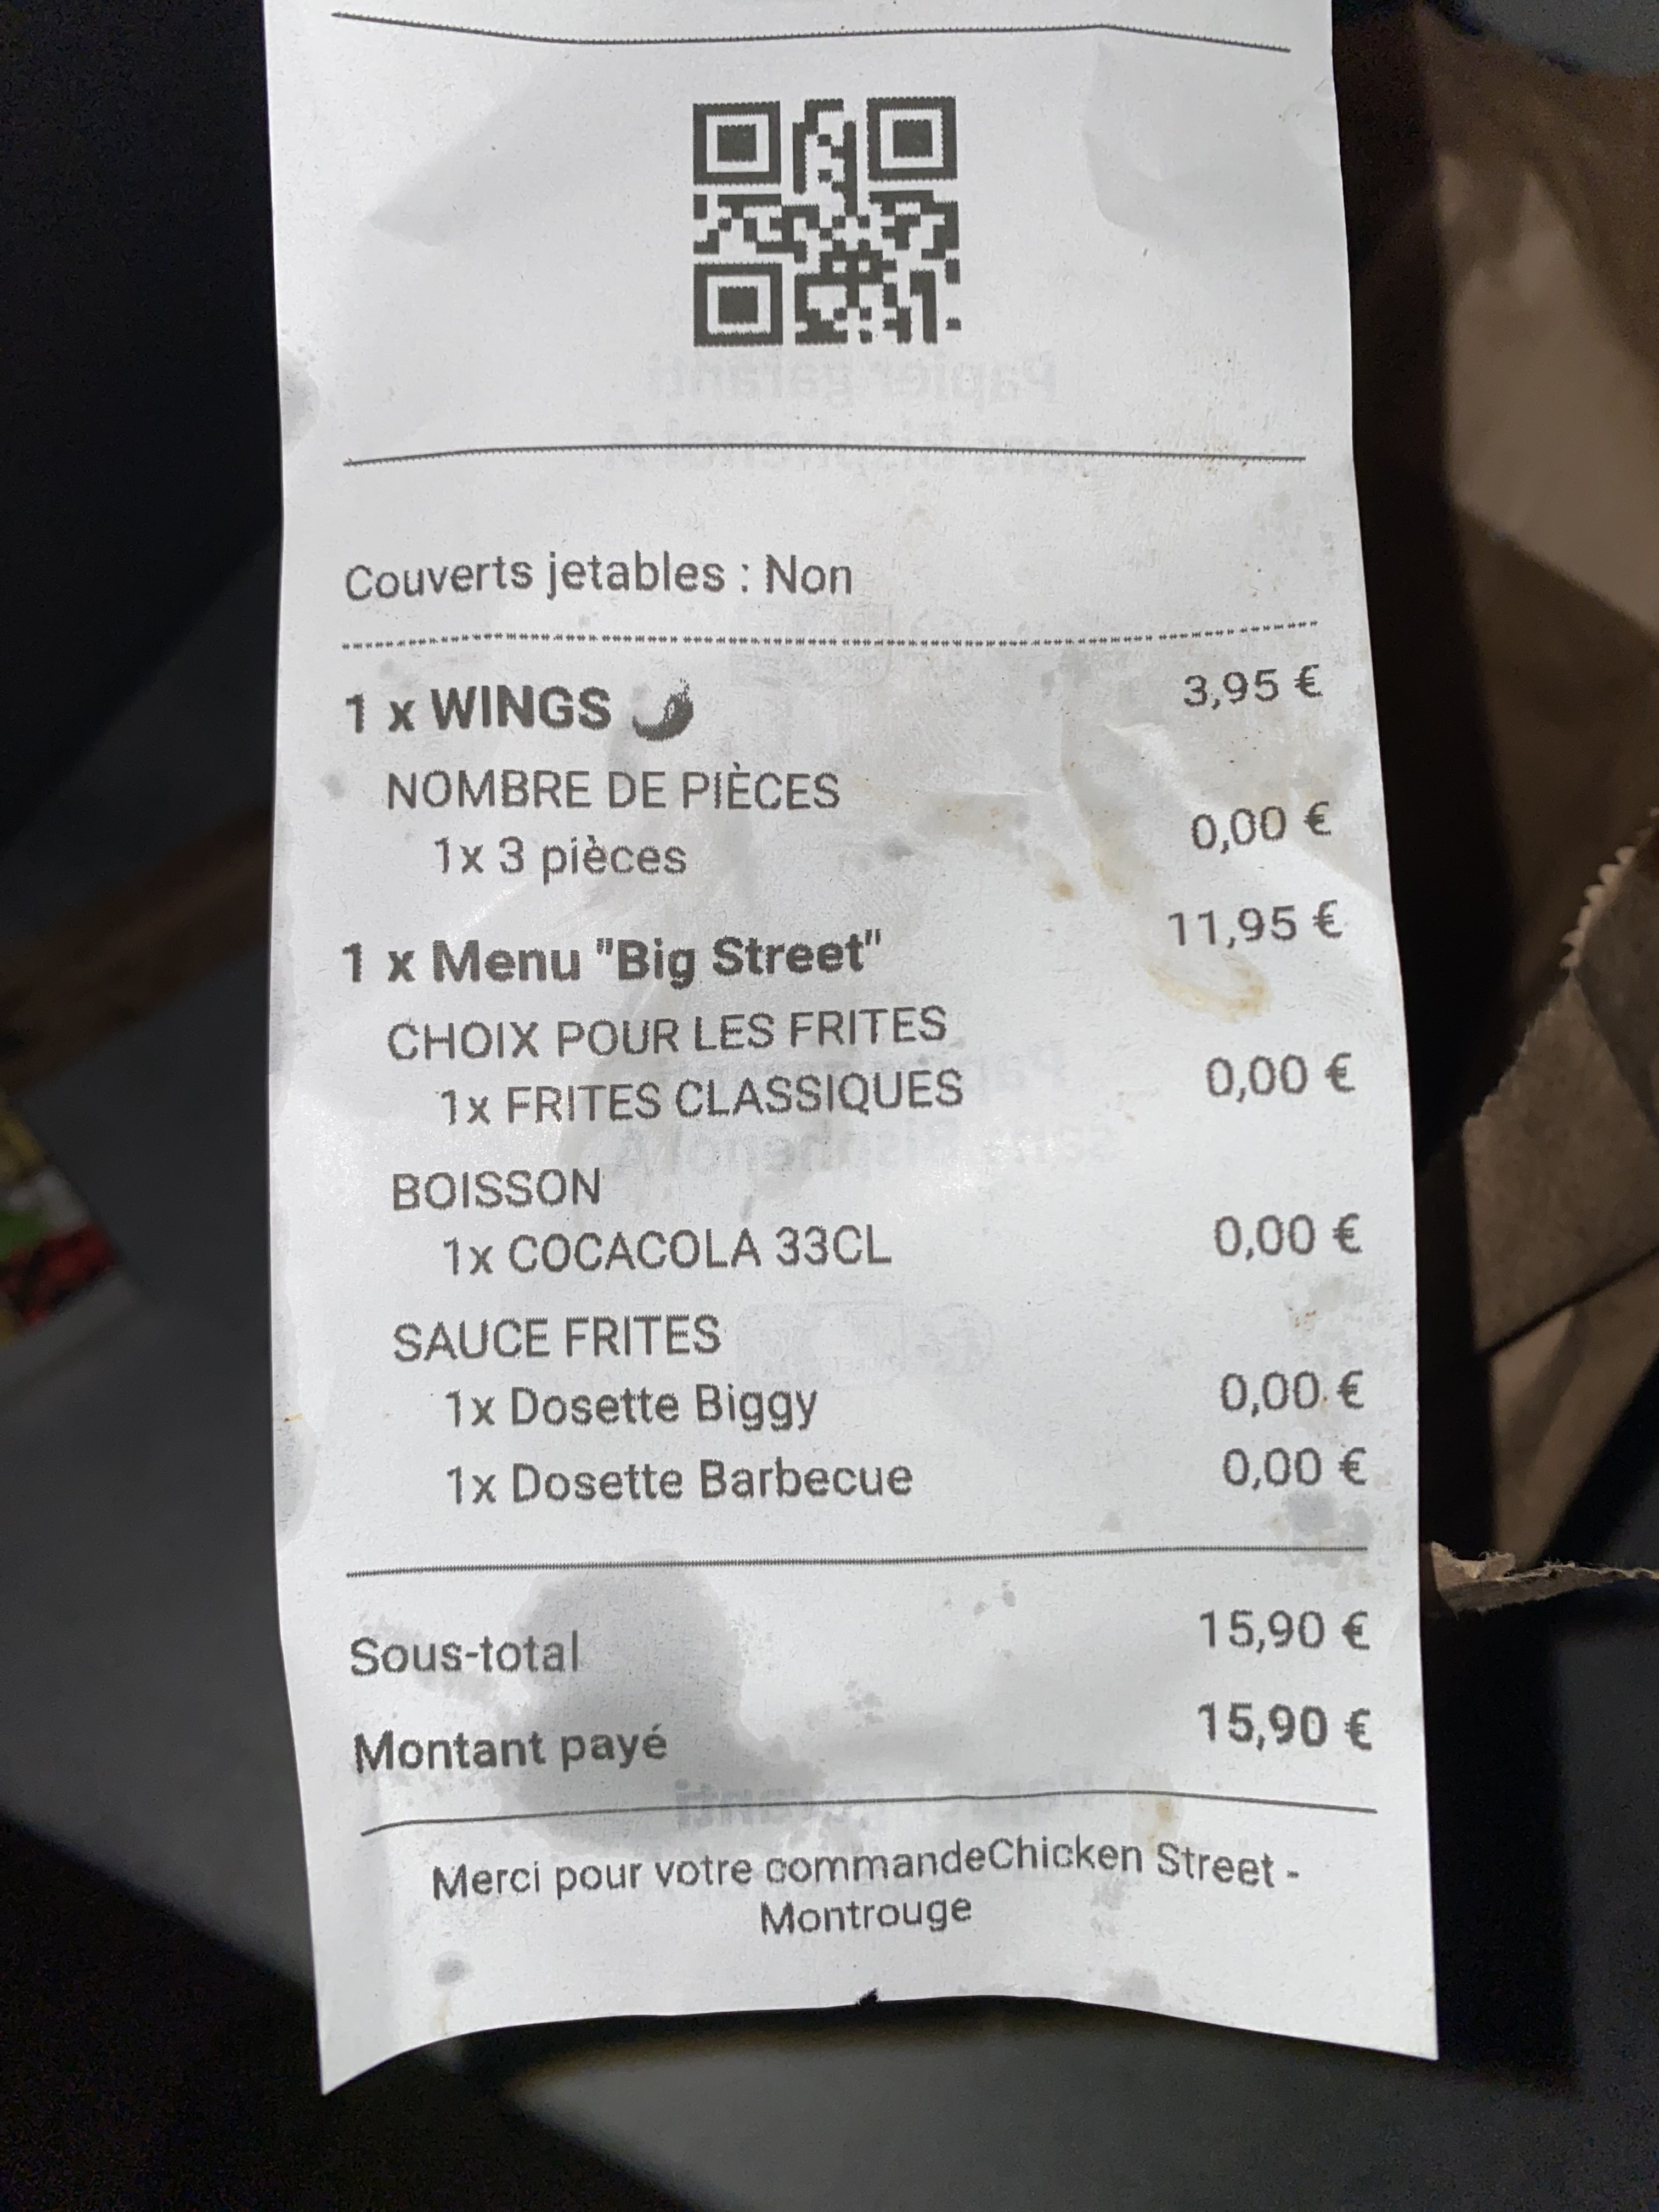 Couverts jetables : Non
1 x WINGS 🌶 3,95 €
NOMBRE DE PIÈCES
1x 3 pièces 0,00 €
1 x Menu "Big Street" 11,95 €
CHOIX POUR LES FRITES
1x FRITES CLASSIQUES 0,00 €
BOISSON
1x COCACOLA 33CL 0,00 €
SAUCE FRITES
1x Dosette Biggy 0,00 €
1x Dosette Barbecue 0,00 €
Sous-total 15,90 €
Montant payé 15,90 €
Merci pour votre commandeChicken Street -
Montrouge